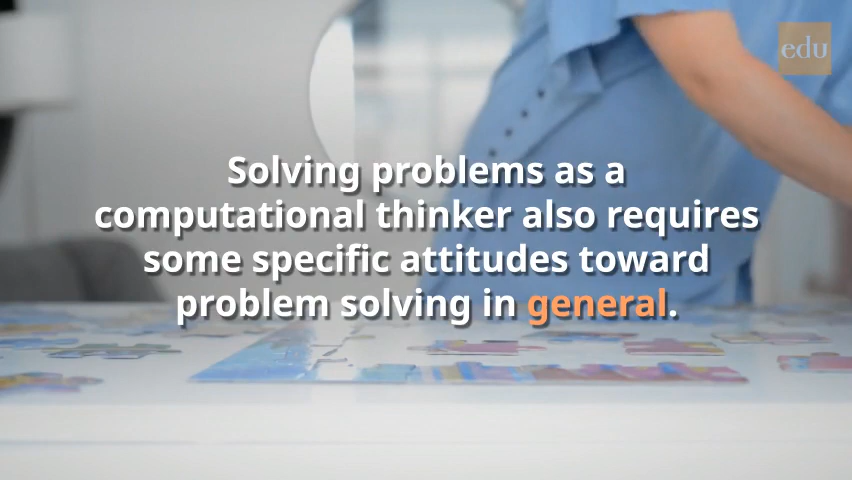 edu
Solving problems as a
computational thinker also requires
some specific attitudes toward
problem solving in general.